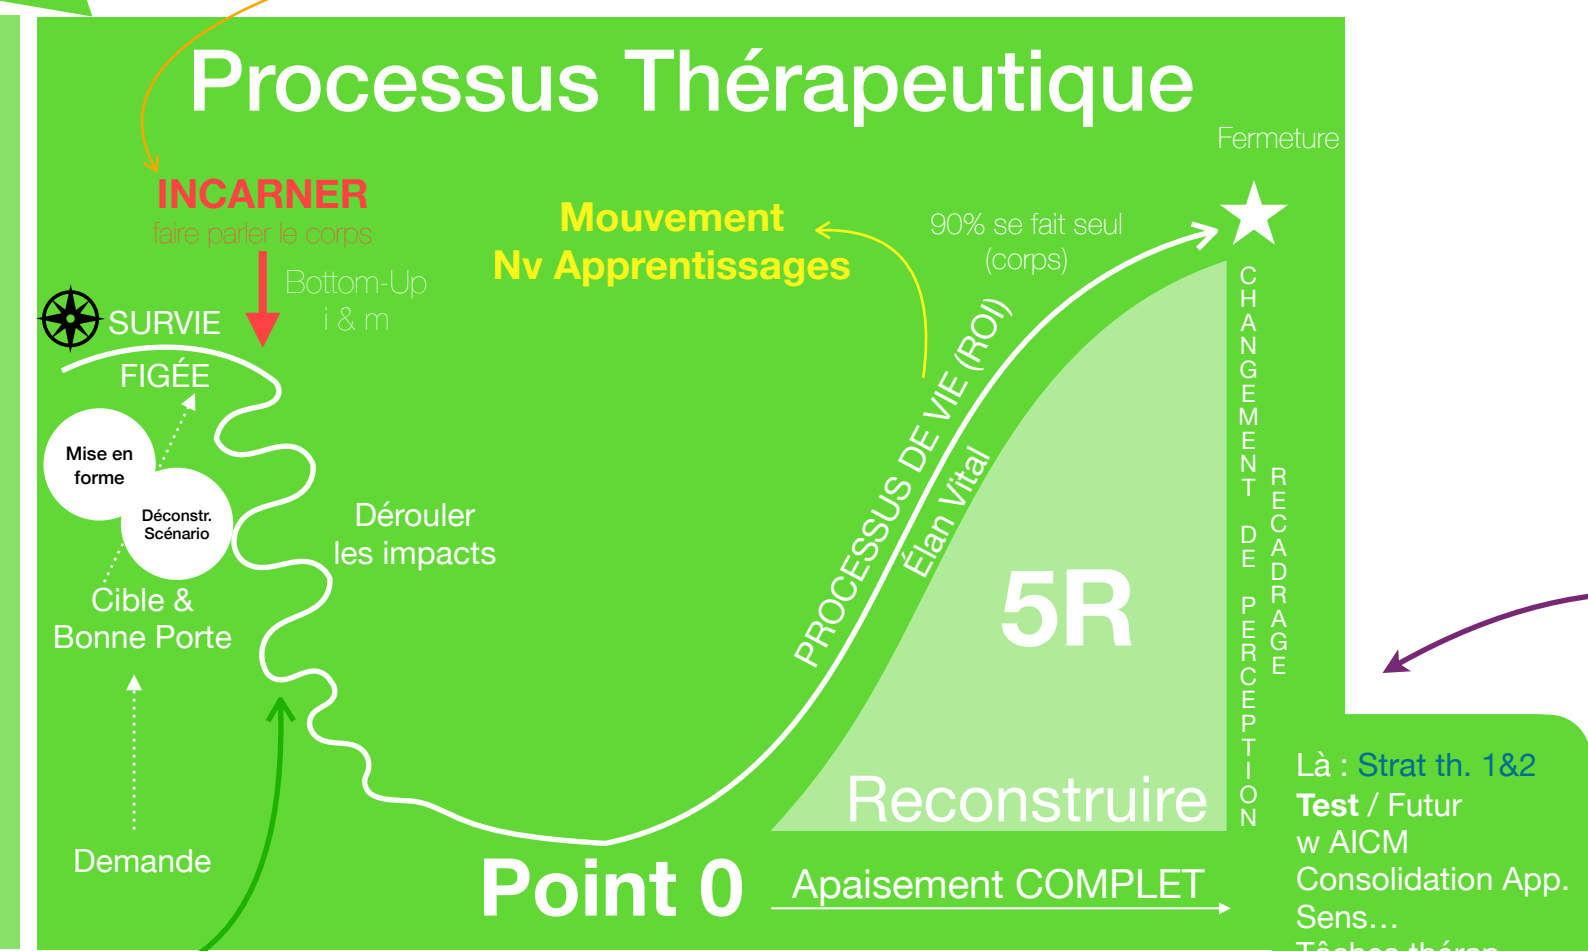 Processus Thérapeutique
Fermeture
INCARNER
faire parler le corps
Bottom-Up
i & m
Mouvement
Nv Apprentissages
90% se fait seul
(corps)
SURVIE
FIGÉE
Mise en
forme
Déconstr.
Scénario
Dérouler
les impacts
Cible &
Bonne Porte
Demande
PROCESSUS DE VIE (ROI)
Élan Vital
5R
Reconstruire
CHANGEMENT DE PERCEPTION
RECADRAGE
Point 0
Apaisement COMPLET
Là : Strat th. 1&2
Test / Futur
w AICM
Consolidation App.
Sens...
Tâches thérap